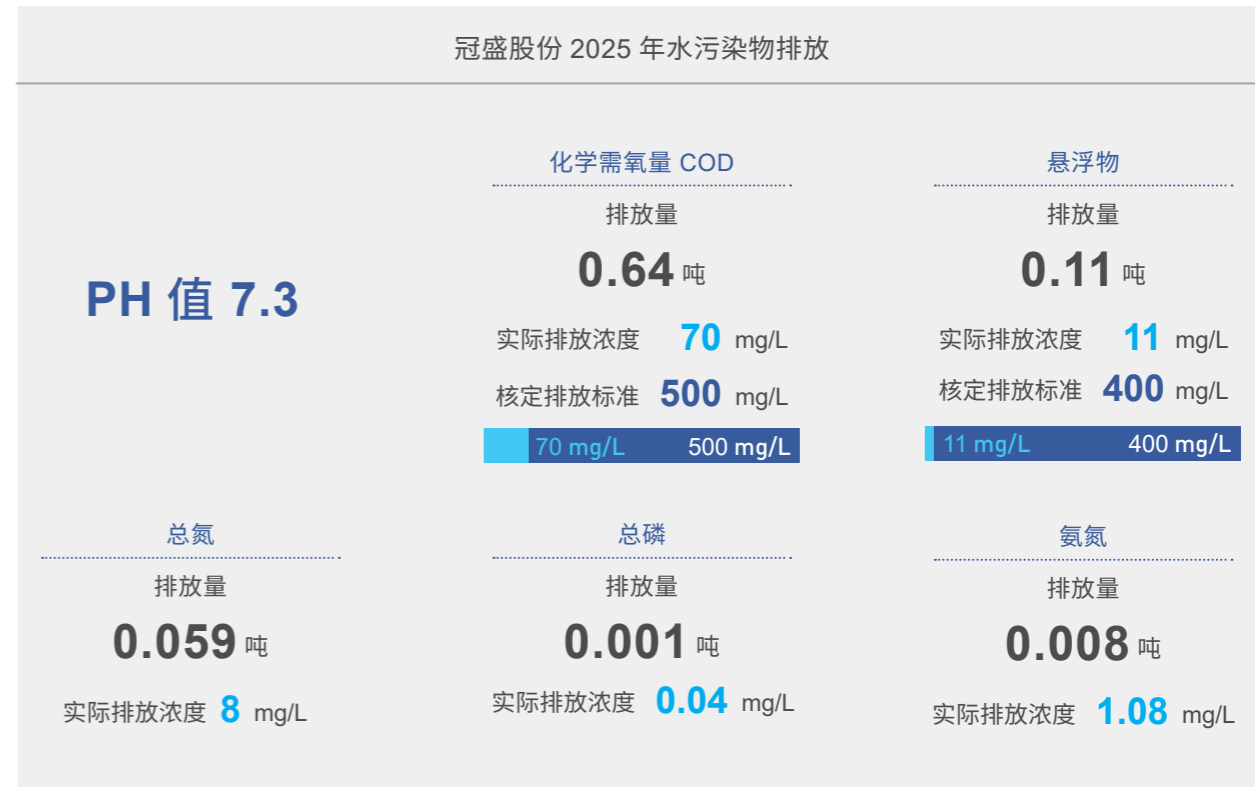 冠盛股份 2025 年水污染物排放
PH 值 7.3
化学需氧量 COD
排放量
0.64 吨
实际排放浓度 70 mg/L
核定排放标准 500 mg/L
70 mg/L 500 mg/L
悬浮物
排放量
0.11 吨
实际排放浓度 11 mg/L
核定排放标准 400 mg/L
11 mg/L 400 mg/L
总氮
排放量
0.059 吨
实际排放浓度 8 mg/L
总磷
排放量
0.001 吨
实际排放浓度 0.04 mg/L
氨氮
排放量
0.008 吨
实际排放浓度 1.08 mg/L